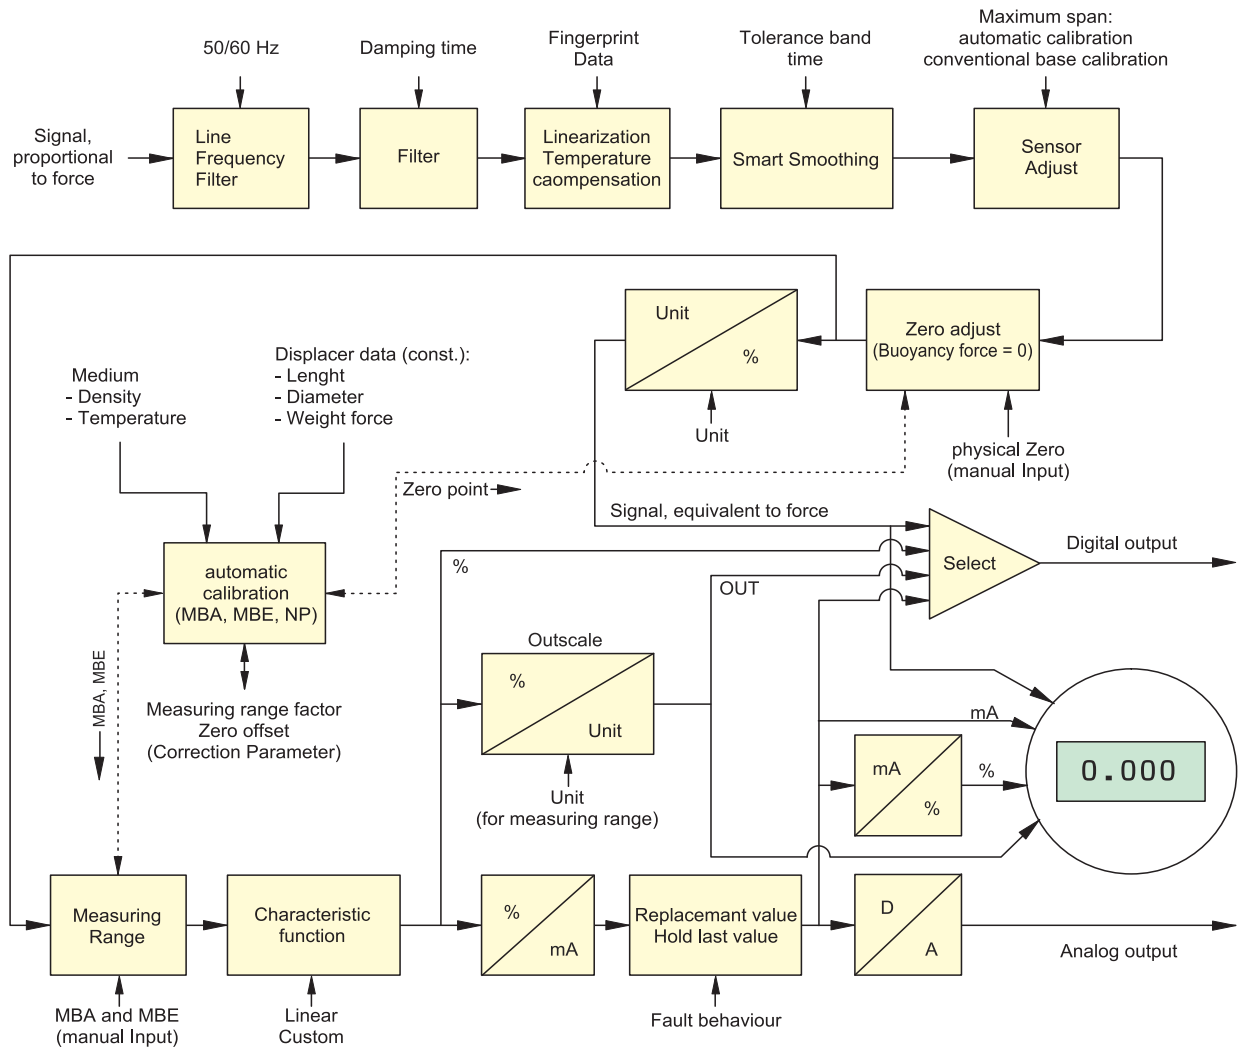 Maximum span:
automatic calibration
conventional base calibration
50/60 Hz
Damping time
Fingerprint
Data
Tolerance band
time
Signal,
proportional
to force
Line
Frequency
Filter
Filter
Linearization
Temperature
caompensation
Smart Smoothing
Sensor
Adjust
Unit
%
Zero adjust
(Buoyancy force = 0)
Unit
physical Zero
(manual Input)
Medium
- Density
- Temperature
Displacer data (const.):
- Lenght
- Diameter
- Weight force
Zero point
Signal, equivalent to force
%
OUT
Select
Digital output
automatic
calibration
(MBA, MBE, NP)
MBA, MBE
Measuring range factor
Zero offset
(Correction Parameter)
Outscale
%
Unit
Unit
(for measuring range)
mA
mA
%
%
0.000
Measuring
Range
Characteristic
function
%
mA
Replacemant value
Hold last value
D
A
Analog output
MBA and MBE
(manual Input)
Linear
Custom
Fault behaviour